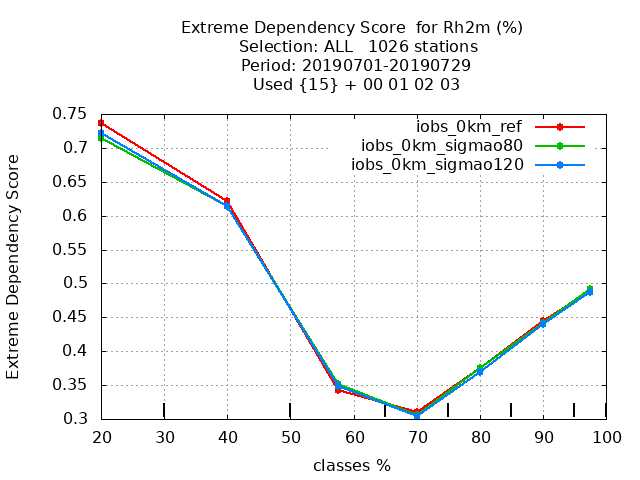 Extreme Dependency Score  for Rh2m (%)
Selection: ALL   1026 stations
Period: 20190701-20190729
Used {15} + 00 01 02 03
iobs_0km_ref
iobs_0km_sigmao80
iobs_0km_sigmao120
Extreme Dependency Score
0.75
0.7
0.65
0.6
0.55
0.5
0.45
0.4
0.35
0.3
20 30 40 50 60 70 80 90 100
classes %